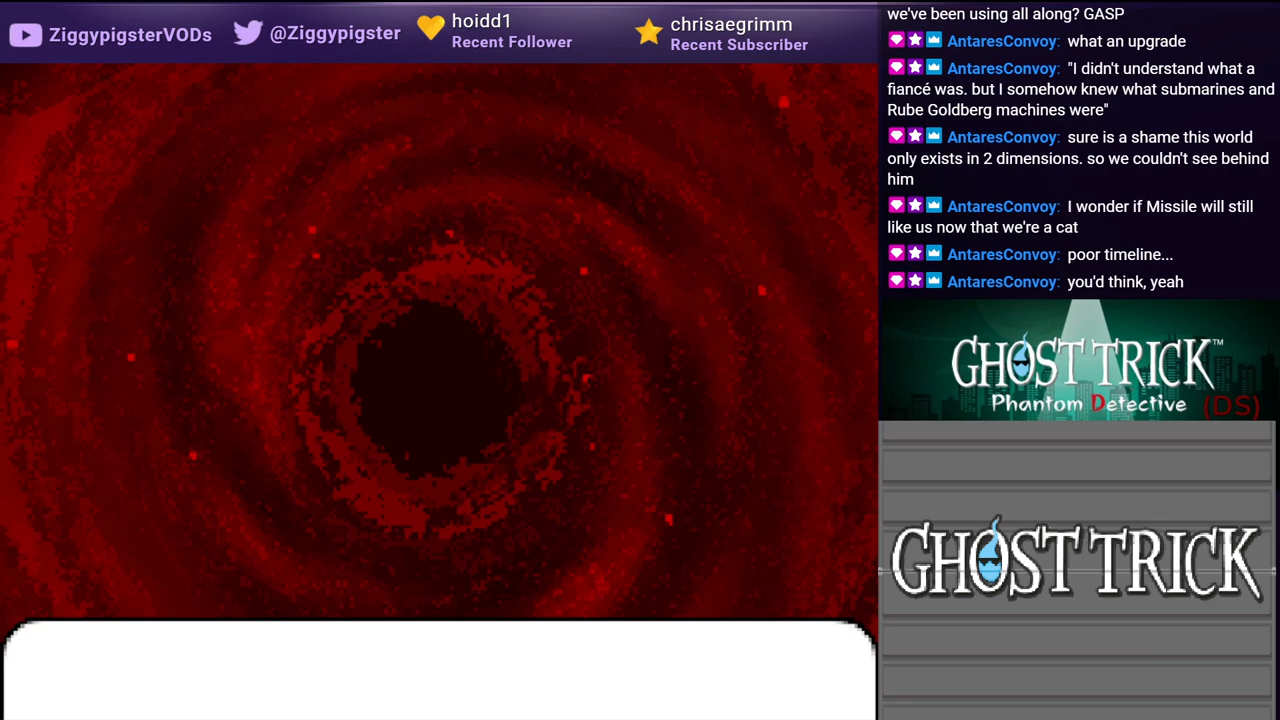 ZiggypigsterVODs
@Ziggypigster
hoidd1
Recent Follower
chrisaegrimm
Recent Subscriber
we've been using all along? GASP
AntaresConvoy: what an upgrade
AntaresConvoy: "I didn't understand what a
fiancé was. but I somehow knew what submarines and
Rube Goldberg machines were"
AntaresConvoy: sure is a shame this world
only exists in 2 dimensions. so we couldn't see behind
him
AntaresConvoy: I wonder if Missile will still
like us now that we're a cat
AntaresConvoy: poor timeline...
AntaresConvoy: you'd think, yeah
GHOST TRICK™
Phantom Detective (DS)
GHOST TRICK